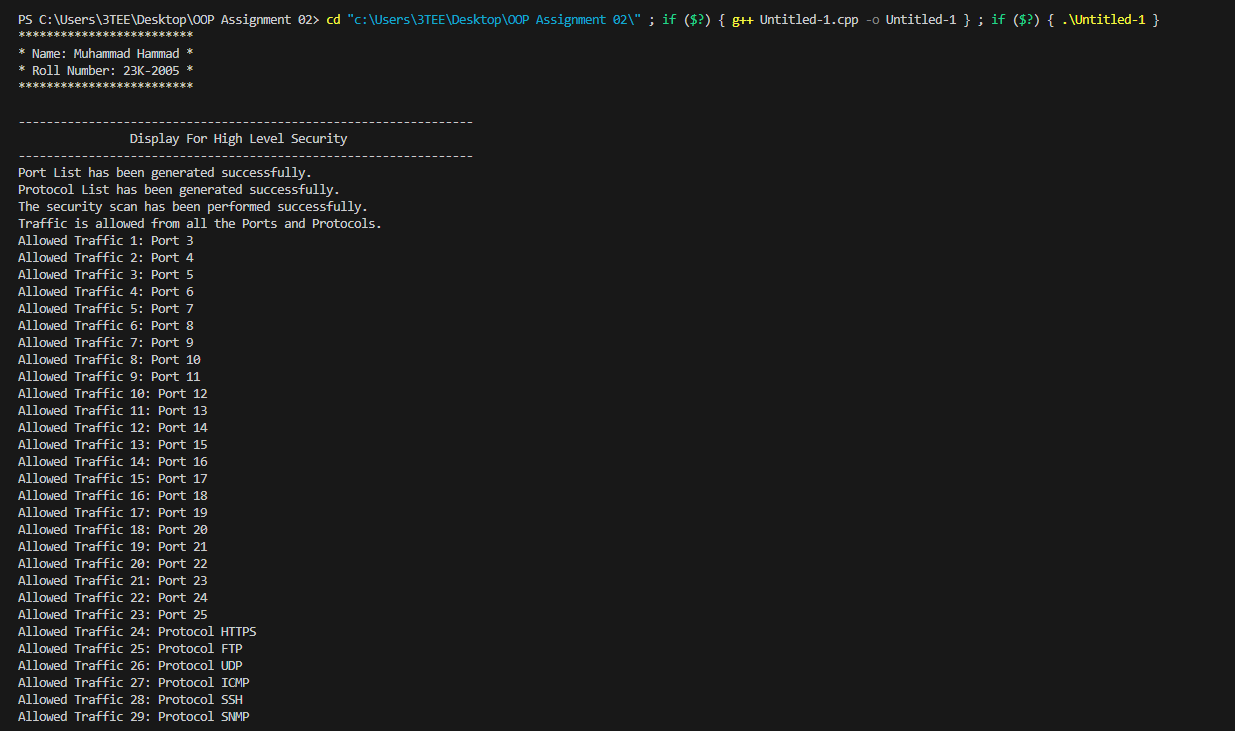 PS C:\Users\3TEE\Desktop\OOP Assignment 02> cd "c:\Users\3TEE\Desktop\OOP Assignment 02\" ; if ($?) { g++ Untitled-1.cpp -o Untitled-1 } ; if ($?) { .\Untitled-1 }
*************************
* Name: Muhammad Hammad *
* Roll Number: 23K-2005 *
*************************
-----------------------------------------------------------------
Display For High Level Security
-----------------------------------------------------------------
Port List has been generated successfully.
Protocol List has been generated successfully.
The security scan has been performed successfully.
Traffic is allowed from all the Ports and Protocols.
Allowed Traffic 1: Port 3
Allowed Traffic 2: Port 4
Allowed Traffic 3: Port 5
Allowed Traffic 4: Port 6
Allowed Traffic 5: Port 7
Allowed Traffic 6: Port 8
Allowed Traffic 7: Port 9
Allowed Traffic 8: Port 10
Allowed Traffic 9: Port 11
Allowed Traffic 10: Port 12
Allowed Traffic 11: Port 13
Allowed Traffic 12: Port 14
Allowed Traffic 13: Port 15
Allowed Traffic 14: Port 16
Allowed Traffic 15: Port 17
Allowed Traffic 16: Port 18
Allowed Traffic 17: Port 19
Allowed Traffic 18: Port 20
Allowed Traffic 19: Port 21
Allowed Traffic 20: Port 22
Allowed Traffic 21: Port 23
Allowed Traffic 22: Port 24
Allowed Traffic 23: Port 25
Allowed Traffic 24: Protocol HTTPS
Allowed Traffic 25: Protocol FTP
Allowed Traffic 26: Protocol UDP
Allowed Traffic 27: Protocol ICMP
Allowed Traffic 28: Protocol SSH
Allowed Traffic 29: Protocol SNMP